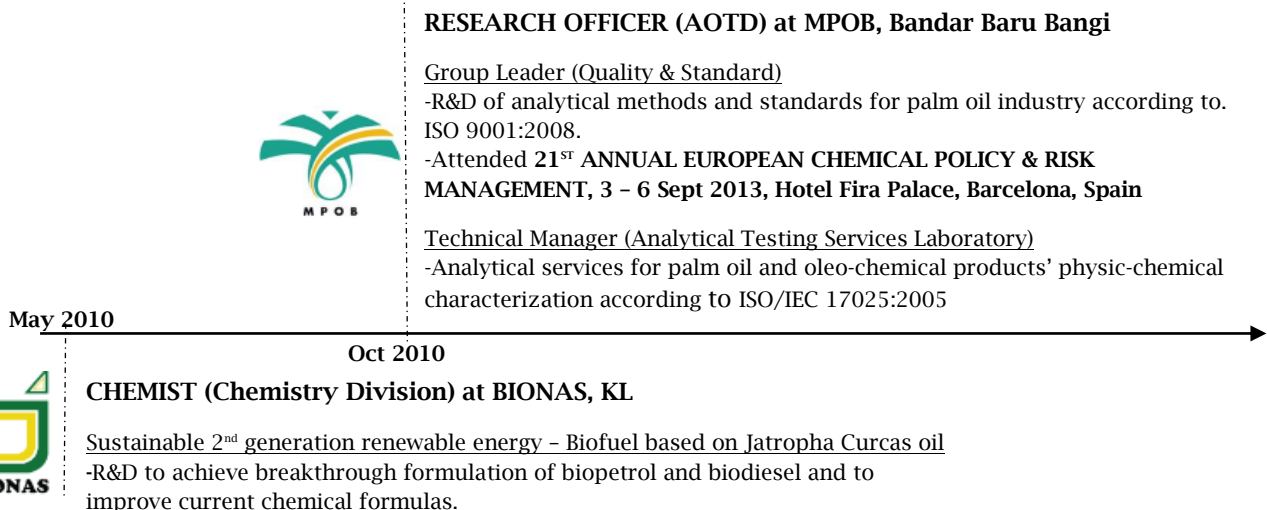 RESEARCH OFFICER (AOTD) at MPOB, Bandar Baru Bangi
Group Leader (Quality & Standard)
-R&D of analytical methods and standards for palm oil industry according to.
ISO 9001:2008.
-Attended 21ST ANNUAL EUROPEAN CHEMICAL POLICY & RISK
MANAGEMENT, 3 – 6 Sept 2013, Hotel Fira Palace, Barcelona, Spain
MPOB
Technical Manager (Analytical Testing Services Laboratory)
-Analytical services for palm oil and oleo-chemical products’ physic-chemical
characterization according to ISO/IEC 17025:2005
May 2010
Oct 2010
CHEMIST (Chemistry Division) at BIONAS, KL
Sustainable 2nd generation renewable energy – Biofuel based on Jatropha Curcas oil
-R&D to achieve breakthrough formulation of biopetrol and biodiesel and to
improve current chemical formulas.